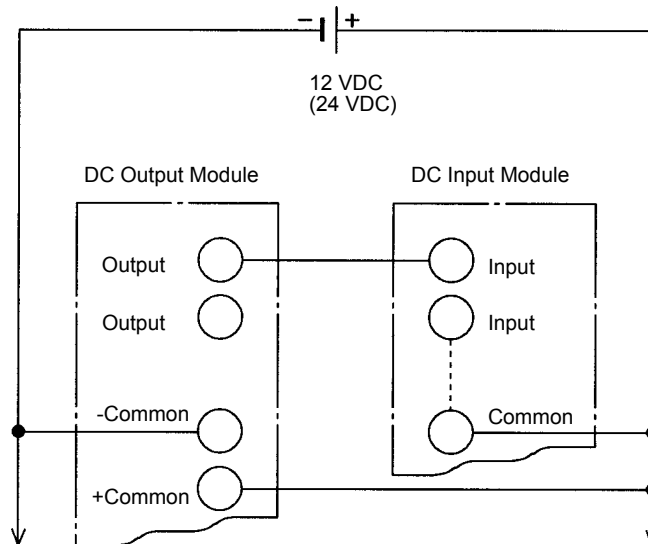 − +
12 VDC
(24 VDC)
DC Output Module DC Input Module
Output Input
Output Input
-Common Common
+Common